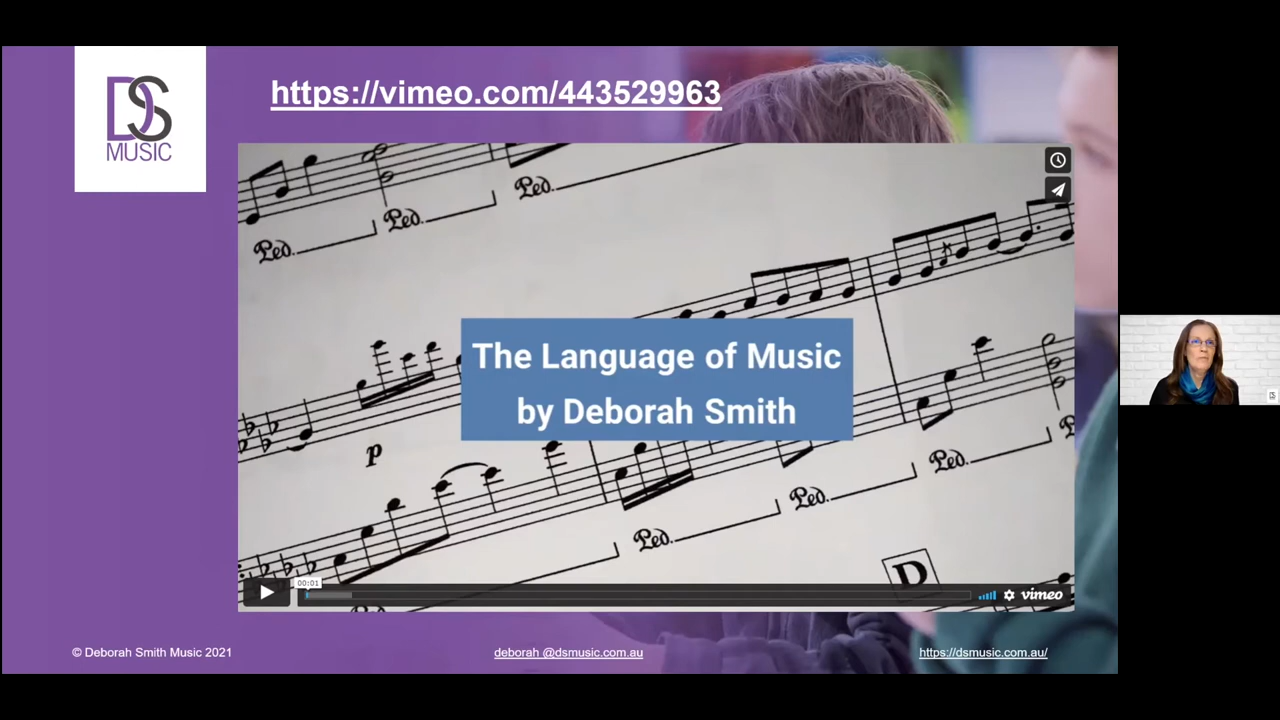 DS
MUSIC
https://vimeo.com/443529963
Ped.
Ped.
Ped.
The Language of Music
by Deborah Smith
p
Ped.
Ped.
Ped.
D
00:01
vimeo
© Deborah Smith Music 2021
deborah @dsmusic.com.au
https://dsmusic.com.au/